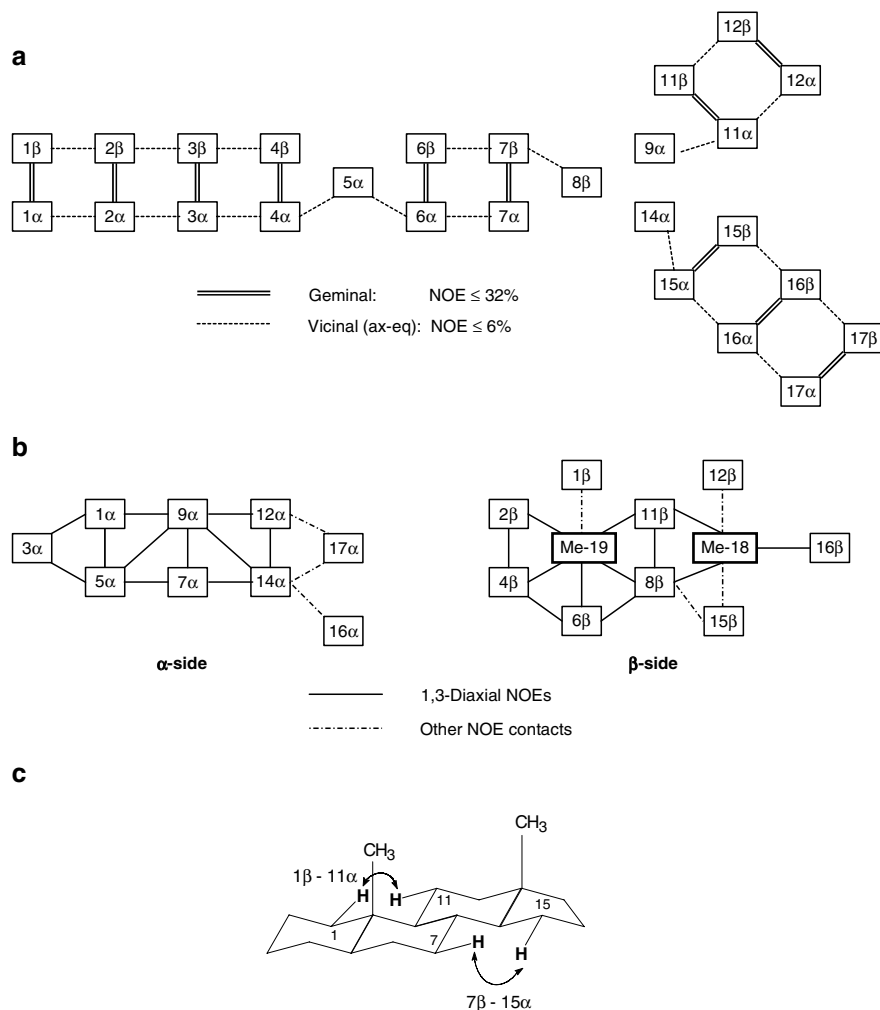 a
12β
11β
12α
11α
9α
1β 2β 3β 4β 6β 7β
5α
8β
1α 2α 3α 4α 6α 7α
14α
15β
15α
16β
16α
17β
17α
Geminal: NOE ≤ 32%
Vicinal (ax-eq): NOE ≤ 6%
b
1α 9α 12α
3α
17α
5α 7α 14α
16α
α-side
1β 12β
2β 11β
Me-19 Me-18 16β
4β 8β
6β 15β
β-side
1,3-Diaxial NOEs
Other NOE contacts
c
CH3
CH3
1β - 11α
H H 11
15
1 7 H
H
7β - 15α